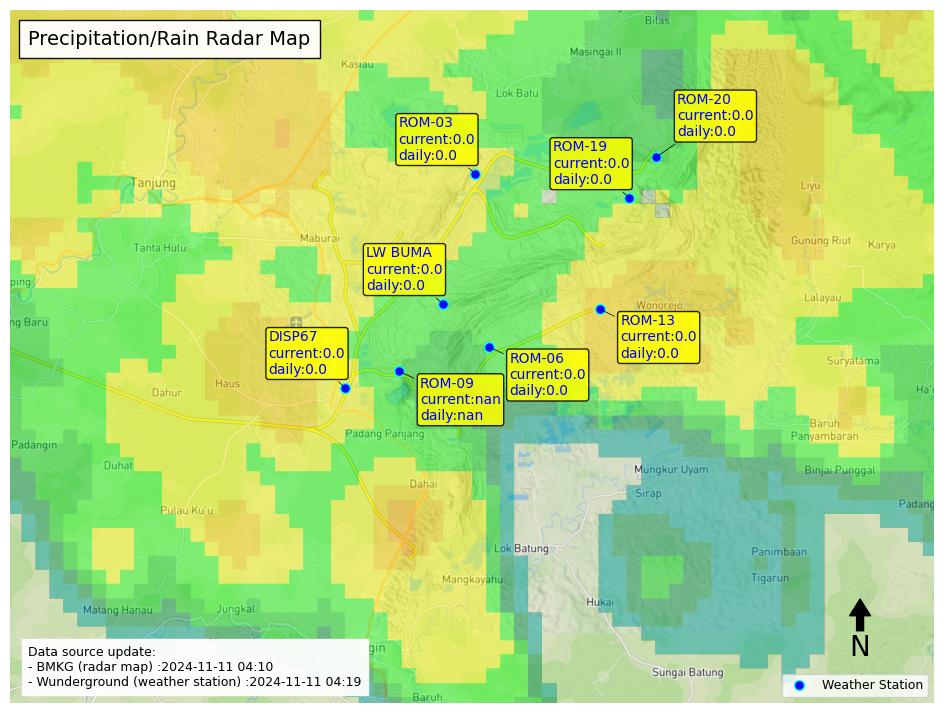 Precipitation/Rain Radar Map
Bilas
Masingai II
Kasiau
Lok Batu
ROM-20
current:0.0
daily:0.0
ROM-03
current:0.0
daily:0.0
ROM-19
current:0.0
daily:0.0
Tanjung
Liyu
Maburai
Tanta Hulu
Gunung Riut
Karya
LW BUMA
current:0.0
daily:0.0
ping
Lalayau
Wonorejo
ng Baru
ROM-13
current:0.0
daily:0.0
DISP67
current:0.0
daily:0.0
ROM-06
current:0.0
daily:0.0
Suryatama
Haus
Dahur
Ha'u
ROM-09
current:nan
daily:nan
Baruh
Panyambaran
Padang Panjang
Padangin
Duhat
Mungkur Uyam
Binjai Punggal
Dahai
Sirap
Padang
Pulau Ku'u
Lok Batung
Panimbaan
Mangkayahu
Tigarun
Hukai
Matang Hanau
Jungkal
N
gin
Data source update:
- BMKG (radar map) :2024-11-11 04:10
- Wunderground (weather station) :2024-11-11 04:19
Sungai Batung
Weather Station
Baruh